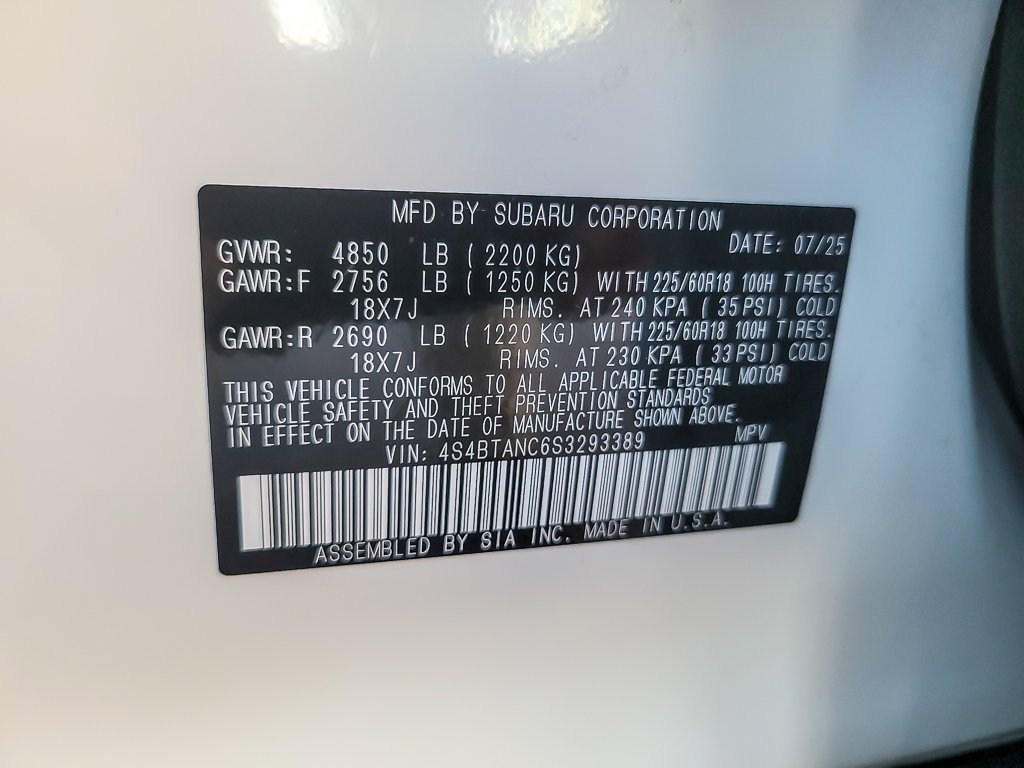 MFD BY SUBARU CORPORATION
DATE: 07/25
GVWR: 4850 LB (2200 KG)
GAWR:F 2756 LB (1250 KG) WITH 225/60R18 100H TIRES.
18X7J RIMS. AT 240 KPA (35 PSI) COLD
GAWR:R 2690 LB (1220 KG) WITH 225/60R18 100H TIRES.
18X7J RIMS. AT 230 KPA (33 PSI) COLD
THIS VEHICLE CONFORMS TO ALL APPLICABLE FEDERAL MOTOR
VEHICLE SAFETY AND THEFT PREVENTION STANDARDS
IN EFFECT ON THE DATE OF MANUFACTURE SHOWN ABOVE.
VIN: 4S4BTANC6S3293389 MPV
ASSEMBLED BY SIA INC. MADE IN U.S.A.